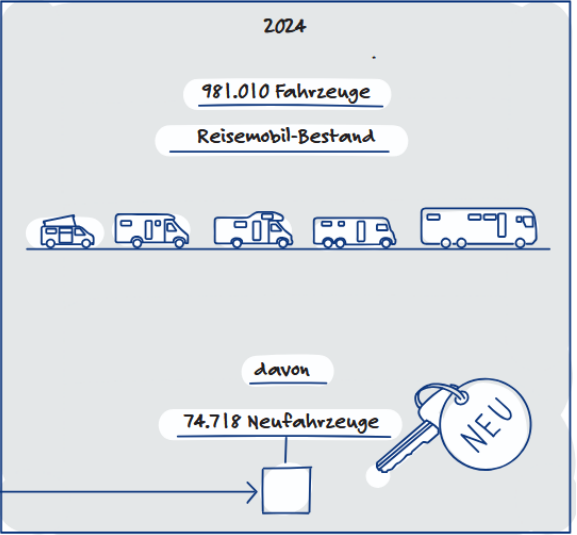 2024
981.010 Fahrzeuge
Reisemobil-Bestand
davon
74.718 Neufahrzeuge
NEU